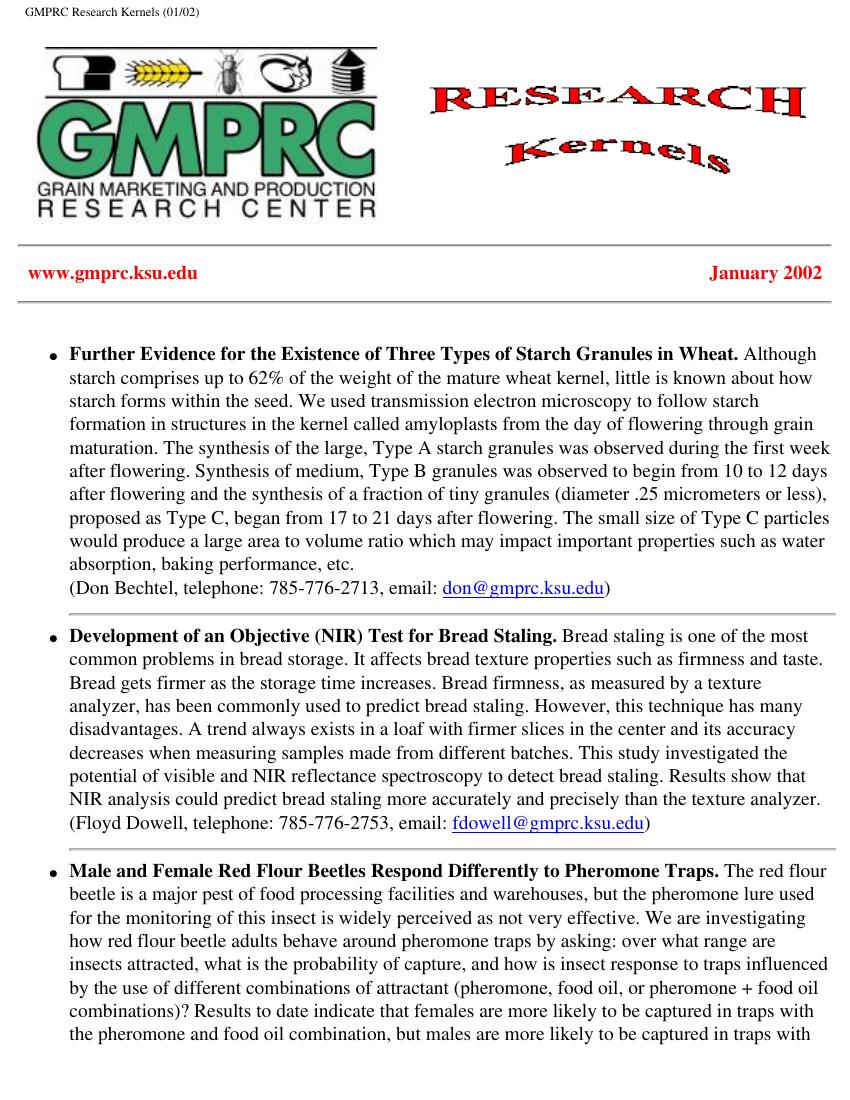 GMPRC Research Kernels (01/02)
GMPRC
GRAIN MARKETING AND PRODUCTION
RESEARCH CENTER
RESEARCH
Kernels
www.gmprc.ksu.edu January 2002
• Further Evidence for the Existence of Three Types of Starch Granules in Wheat. Although
starch comprises up to 62% of the weight of the mature wheat kernel, little is known about how
starch forms within the seed. We used transmission electron microscopy to follow starch
formation in structures in the kernel called amyloplasts from the day of flowering through grain
maturation. The synthesis of the large, Type A starch granules was observed during the first week
after flowering. Synthesis of medium, Type B granules was observed to begin from 10 to 12 days
after flowering and the synthesis of a fraction of tiny granules (diameter .25 micrometers or less),
proposed as Type C, began from 17 to 21 days after flowering. The small size of Type C particles
would produce a large area to volume ratio which may impact important properties such as water
absorption, baking performance, etc.
(Don Bechtel, telephone: 785-776-2713, email: don@gmprc.ksu.edu)
• Development of an Objective (NIR) Test for Bread Staling. Bread staling is one of the most
common problems in bread storage. It affects bread texture properties such as firmness and taste.
Bread gets firmer as the storage time increases. Bread firmness, as measured by a texture
analyzer, has been commonly used to predict bread staling. However, this technique has many
disadvantages. A trend always exists in a loaf with firmer slices in the center and its accuracy
decreases when measuring samples made from different batches. This study investigated the
potential of visible and NIR reflectance spectroscopy to detect bread staling. Results show that
NIR analysis could predict bread staling more accurately and precisely than the texture analyzer.
(Floyd Dowell, telephone: 785-776-2753, email: fdowell@gmprc.ksu.edu)
• Male and Female Red Flour Beetles Respond Differently to Pheromone Traps. The red flour
beetle is a major pest of food processing facilities and warehouses, but the pheromone lure used
for the monitoring of this insect is widely perceived as not very effective. We are investigating
how red flour beetle adults behave around pheromone traps by asking: over what range are
insects attracted, what is the probability of capture, and how is insect response to traps influenced
by the use of different combinations of attractant (pheromone, food oil, or pheromone + food oil
combinations)? Results to date indicate that females are more likely to be captured in traps with
the pheromone and food oil combination, but males are more likely to be captured in traps with